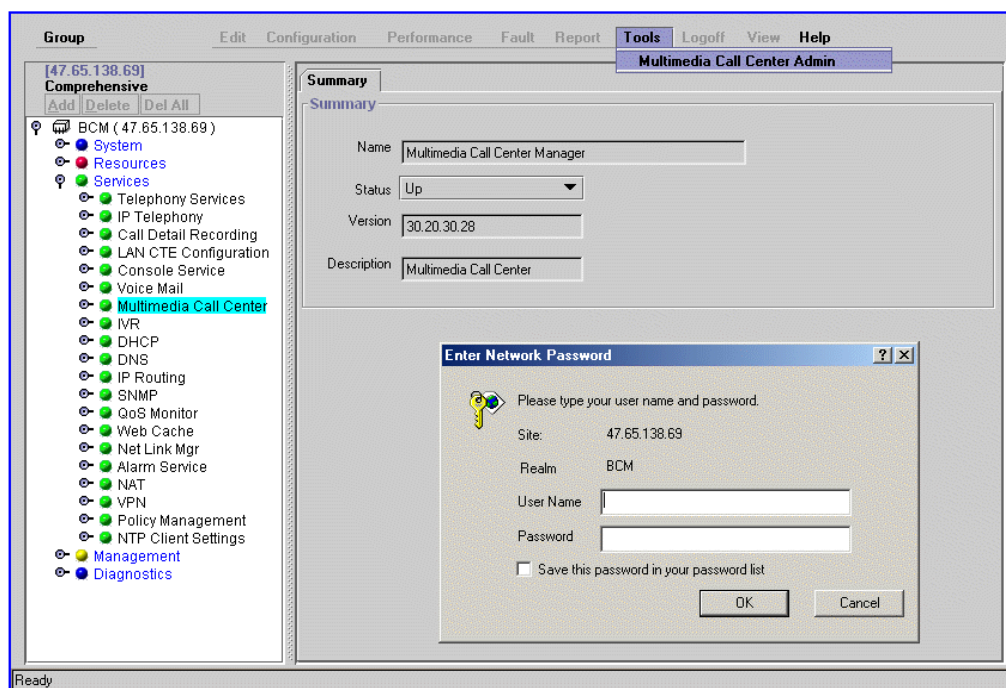 Group Edit Configuration Performance Fault Report Tools Logoff View Help
Multimedia Call Center Admin
[47.65.138.69]
Comprehensive
Add Delete Del All
BCM ( 47.65.138.69 )
System
Resources
Services
Telephony Services
IP Telephony
Call Detail Recording
LAN CTE Configuration
Console Service
Voice Mail
Multimedia Call Center
IVR
DHCP
DNS
IP Routing
SNMP
QoS Monitor
Web Cache
Net Link Mgr
Alarm Service
NAT
VPN
Policy Management
NTP Client Settings
Management
Diagnostics
Summary
Summary
Name Multimedia Call Center Manager
Status Up
Version 30.20.30.28
Description Multimedia Call Center
Enter Network Password ? X
Please type your user name and password.
Site: 47.65.138.69
Realm BCM
User Name
Password
Save this password in your password list
OK Cancel
Ready